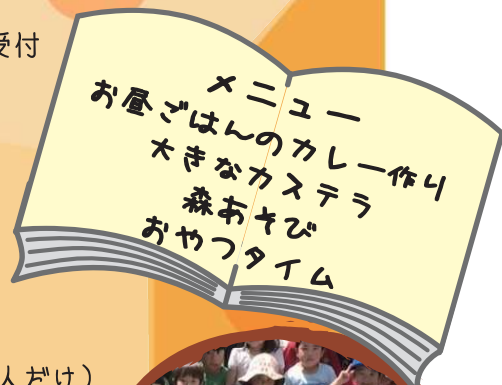 受付
メニュー
お昼ごはんのカレー作り
大きなカステラ
森あそび
おやつタイム
人だけ)